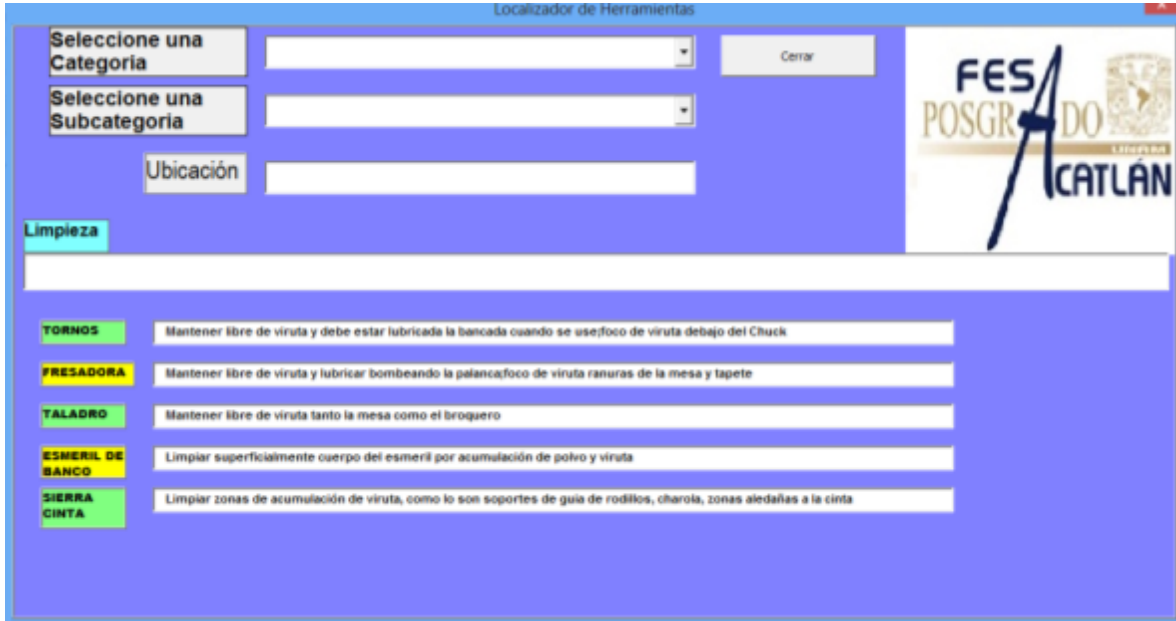 Localizador de Herramientas
Seleccione una
Categoria
Cerrar
Seleccione una
Subcategoria
Ubicación
FES
POSGRADO
UNAM
ACATLÁN
Limpieza
TORNOS
Mantener libre de viruta y debe estar lubricada la bancada cuando se use;foco de viruta debajo del Chuck
FRESADORA
Mantener libre de viruta y lubricar bombeando la palanca;foco de viruta ranuras de la mesa y tapete
TALADRO
Mantener libre de viruta tanto la mesa como el broquero
ESMERIL DE
BANCO
Limpiar superficialmente cuerpo del esmeril por acumulación de polvo y viruta
SIERRA
CINTA
Limpiar zonas de acumulación de viruta, como lo son soportes de guia de rodillos, charola, zonas aledañas a la cinta